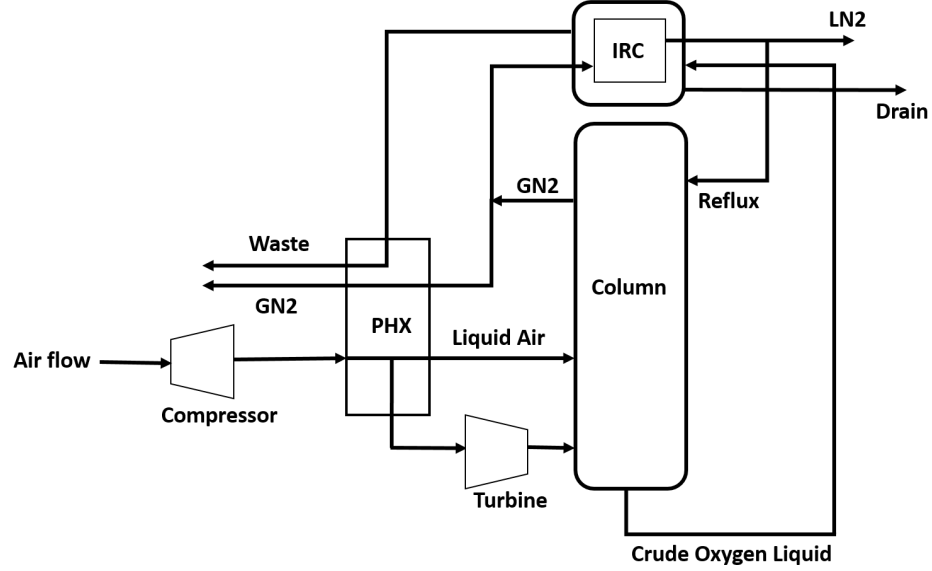 LN2
IRC
Drain
GN2
Reflux
Waste
Column
GN2
PHX
Liquid Air
Air flow
Compressor
Turbine
Crude Oxygen Liquid